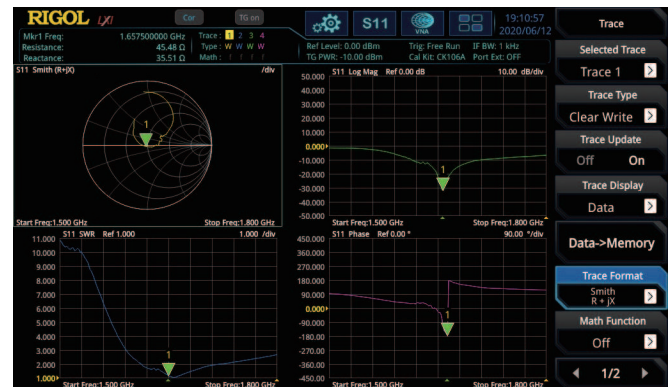 RIGOL LXI
Cor
TG on
S11
VNA
19:10:57
2020/06/12
Mkr1 Freq: 1.657500000 GHz
Resistance: 45.48 Ω
Reactance: 35.51 Ω
Trace: 1 2 3 4
Type: W W W W
Math: / / / /
Ref Level: 0.00 dBm
TG PWR: -10.00 dBm
Trig: Free Run
Cal Kit: CK106A
IF BW: 1 kHz
Port Ext: OFF
S11 Smith (R+jX) /div
1
Start Freq:1.500 GHz Stop Freq:1.800 GHz
S11 Log Mag Ref 0.00 dB 10.00 dB/div
50.000
40.000
30.000
20.000
10.000
0.000
-10.000
-20.000
-30.000
-40.000
-50.000
1
Start Freq:1.500 GHz Stop Freq:1.800 GHz
S11 SWR Ref 1.000 1.000 /div
11.000
10.000
9.000
8.000
7.000
6.000
5.000
4.000
3.000
2.000
1.000
1
Start Freq:1.500 GHz Stop Freq:1.800 GHz
S11 Phase Ref 0.00 ° 90.00 °/div
450.000
360.000
270.000
180.000
90.000
0.000
-90.000
-180.000
-270.000
-360.000
-450.000
1
Start Freq:1.500 GHz Stop Freq:1.800 GHz
Trace
Selected Trace
Trace 1
Trace Type
Clear Write
Trace Update
Off On
Trace Display
Data
Data->Memory
Trace Format
Smith
R + jX
Math Function
Off
1/2